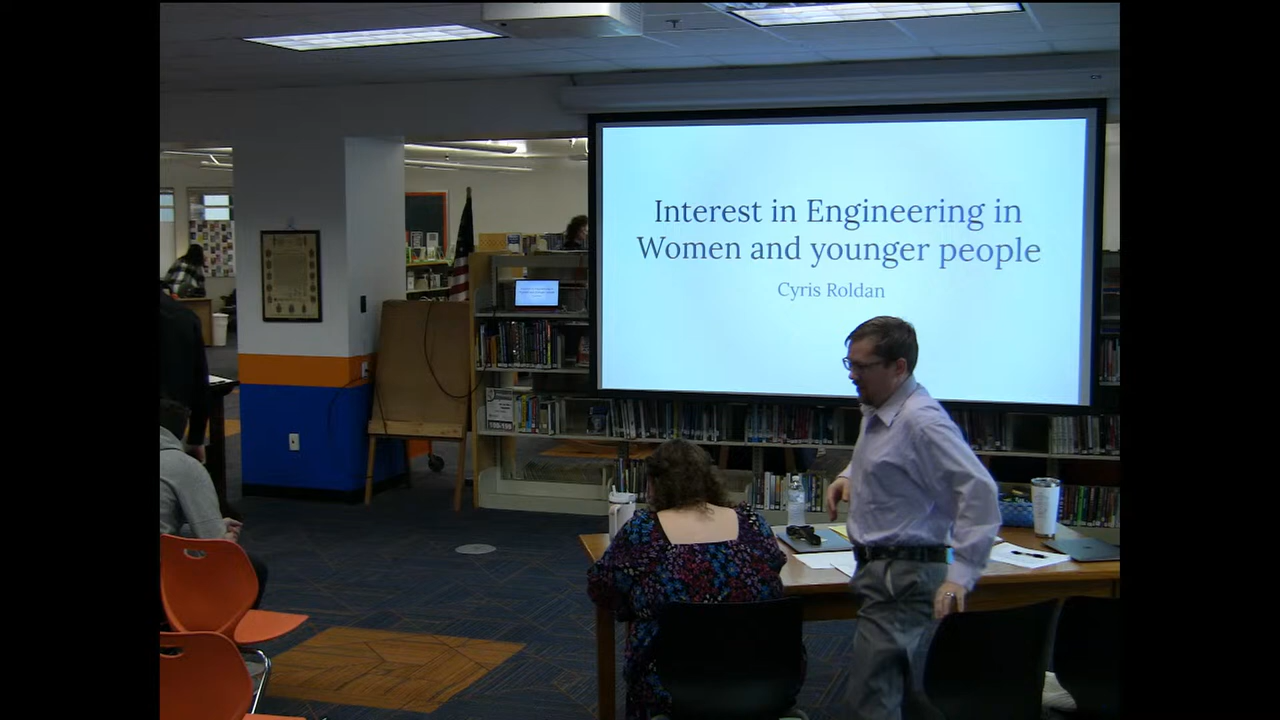 Interest in Engineering in
Women and younger people
Cyris Roldan